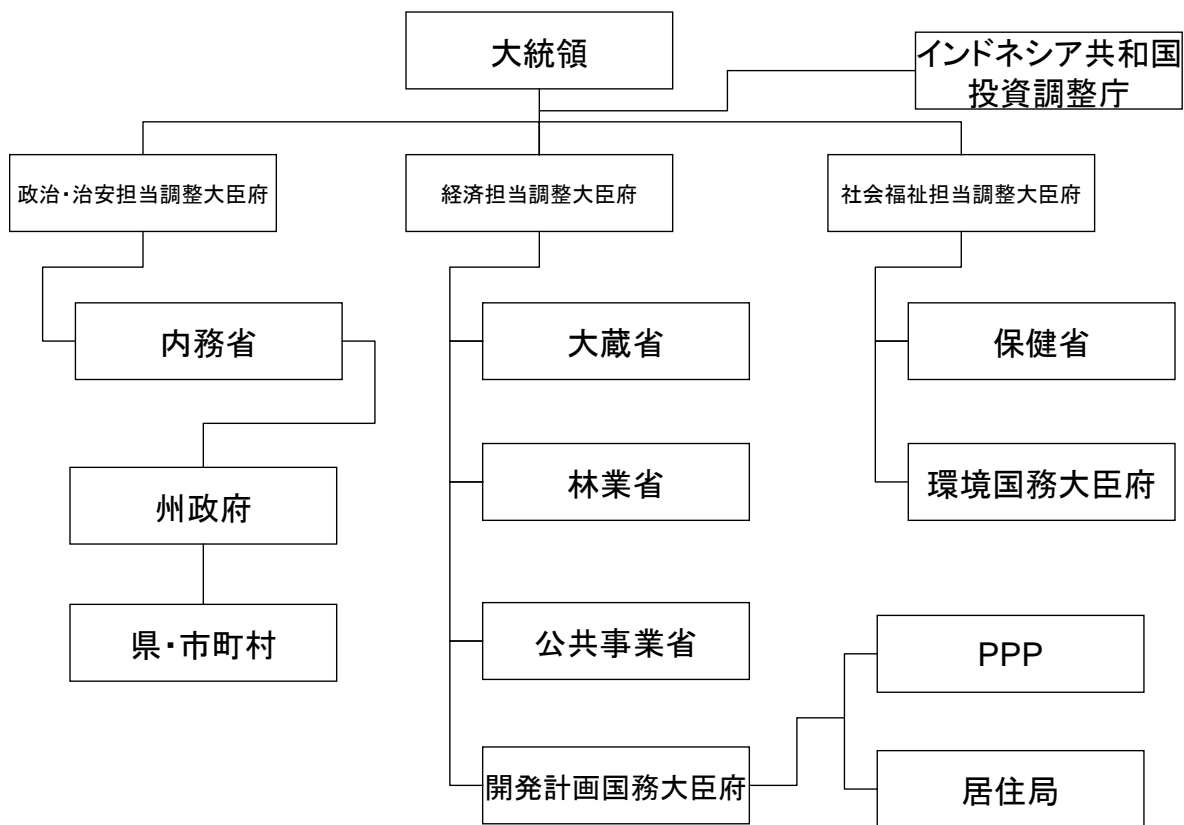 大統領
インドネシア共和国
投資調整庁
政治・治安担当調整大臣府
経済担当調整大臣府
社会福祉担当調整大臣府
内務省
大蔵省
保健省
州政府
林業省
環境国務大臣府
県・市町村
公共事業省
PPP
開発計画国務大臣府
居住局